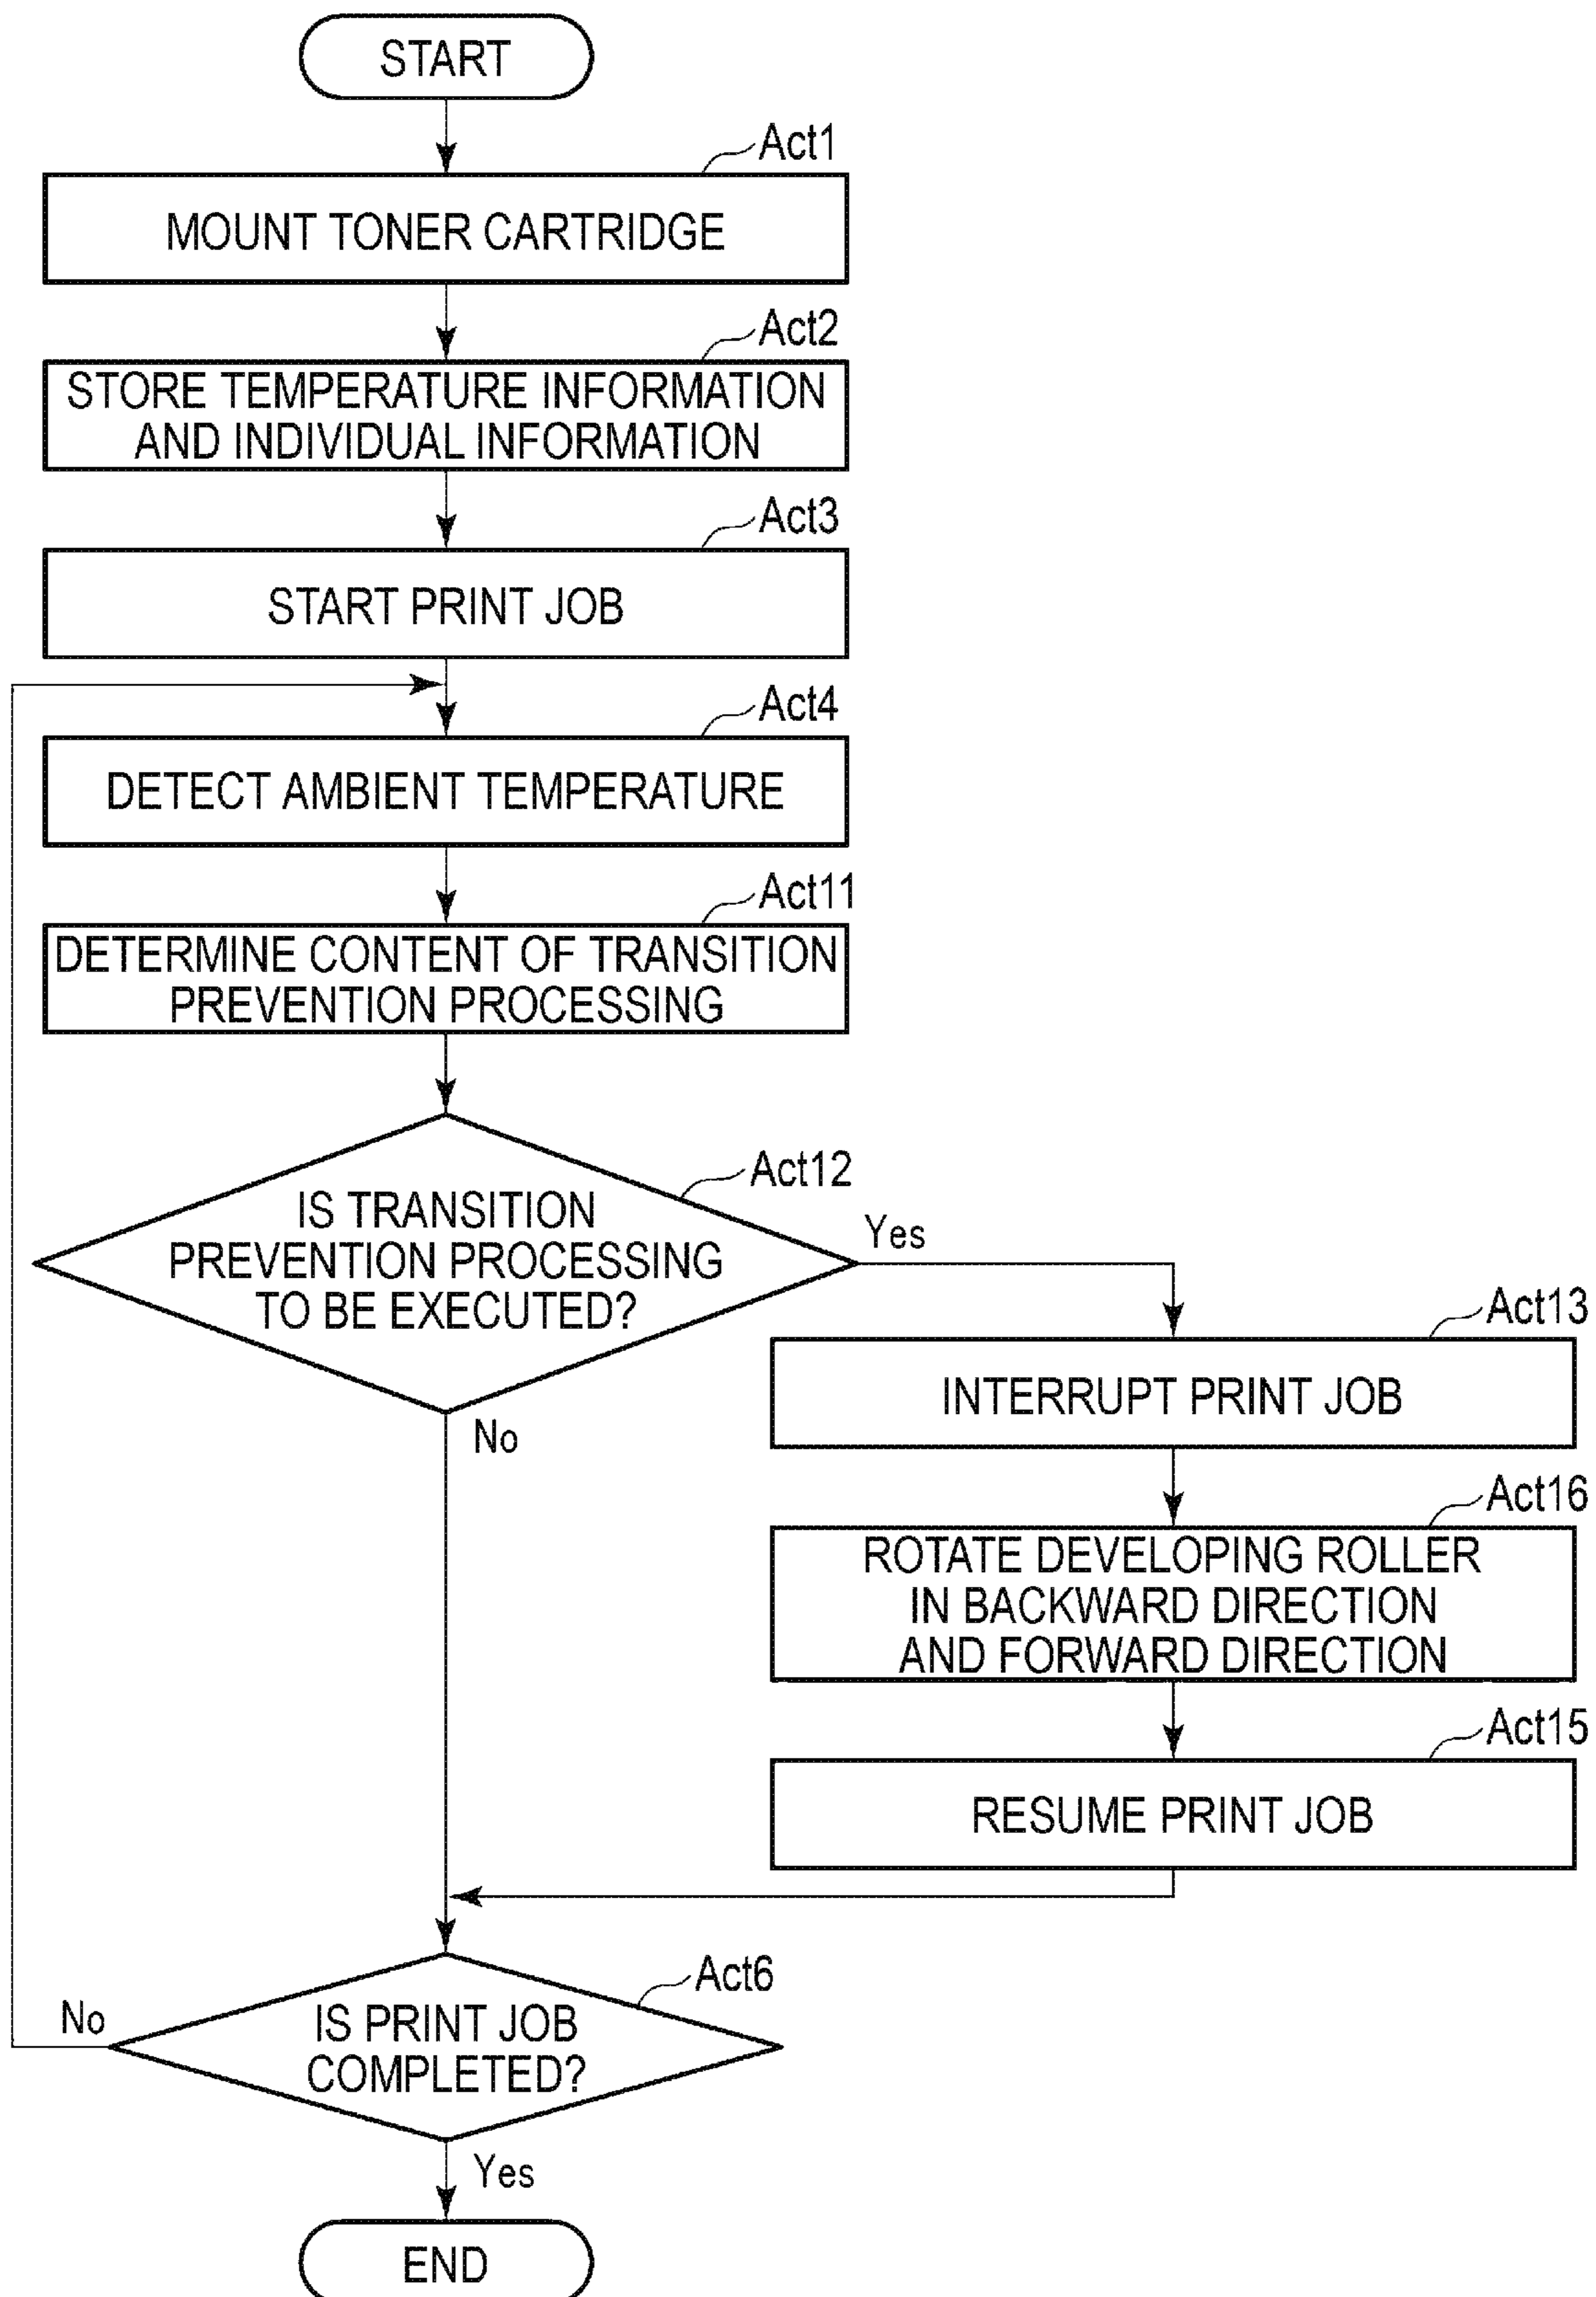 START
Act1
MOUNT TONER CARTRIDGE
Act2
STORE TEMPERATURE INFORMATION
AND INDIVIDUAL INFORMATION
Act3
START PRINT JOB
Act4
DETECT AMBIENT TEMPERATURE
Act11
DETERMINE CONTENT OF TRANSITION
PREVENTION PROCESSING
Act12
IS TRANSITION
PREVENTION PROCESSING
TO BE EXECUTED?
Yes
No
Act13
INTERRUPT PRINT JOB
Act16
ROTATE DEVELOPING ROLLER
IN BACKWARD DIRECTION
AND FORWARD DIRECTION
Act15
RESUME PRINT JOB
Act6
IS PRINT JOB
COMPLETED?
No
Yes
END